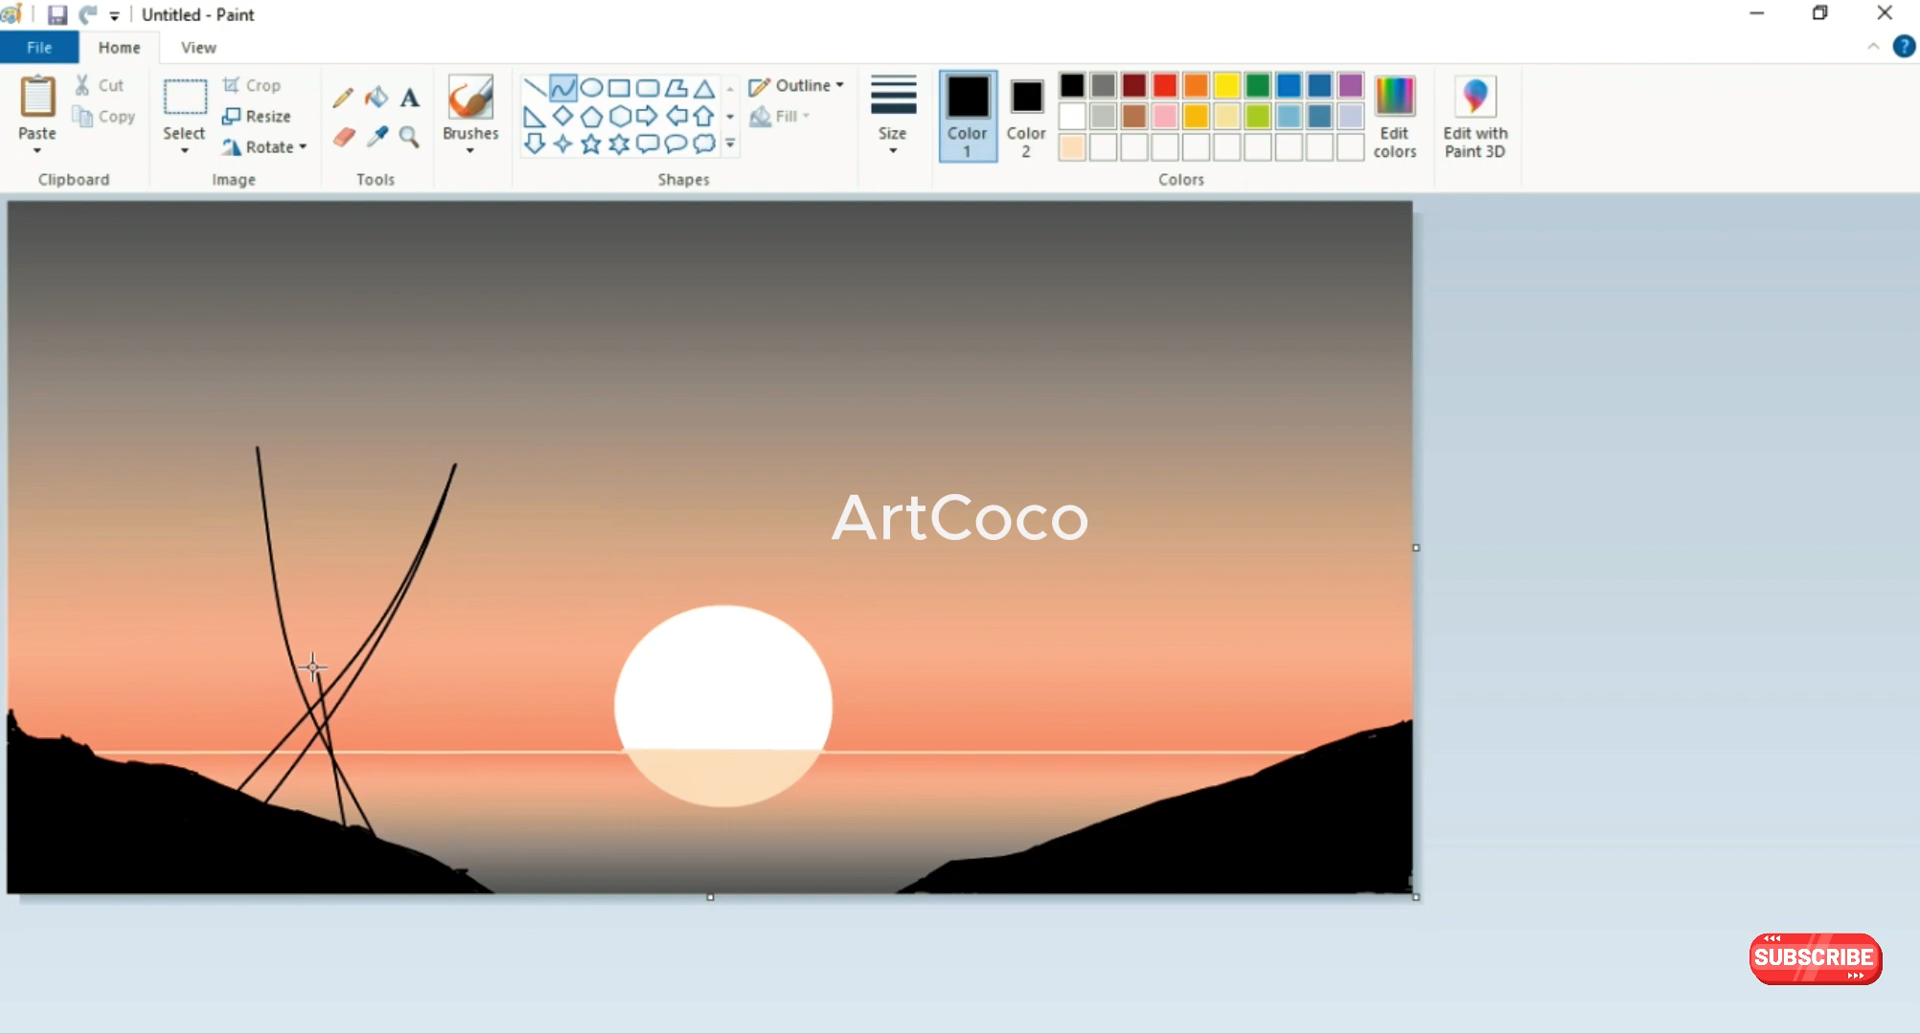 Untitled - Paint
File
Home
View
Paste
Cut
Copy
Clipboard
Select
Crop
Resize
Rotate
Image
A
Tools
Brushes
Outline
Fill
Shapes
Size
Color 1
Color 2
Edit colors
Edit with Paint 3D
Colors
?
ArtCoco
SUBSCRIBE